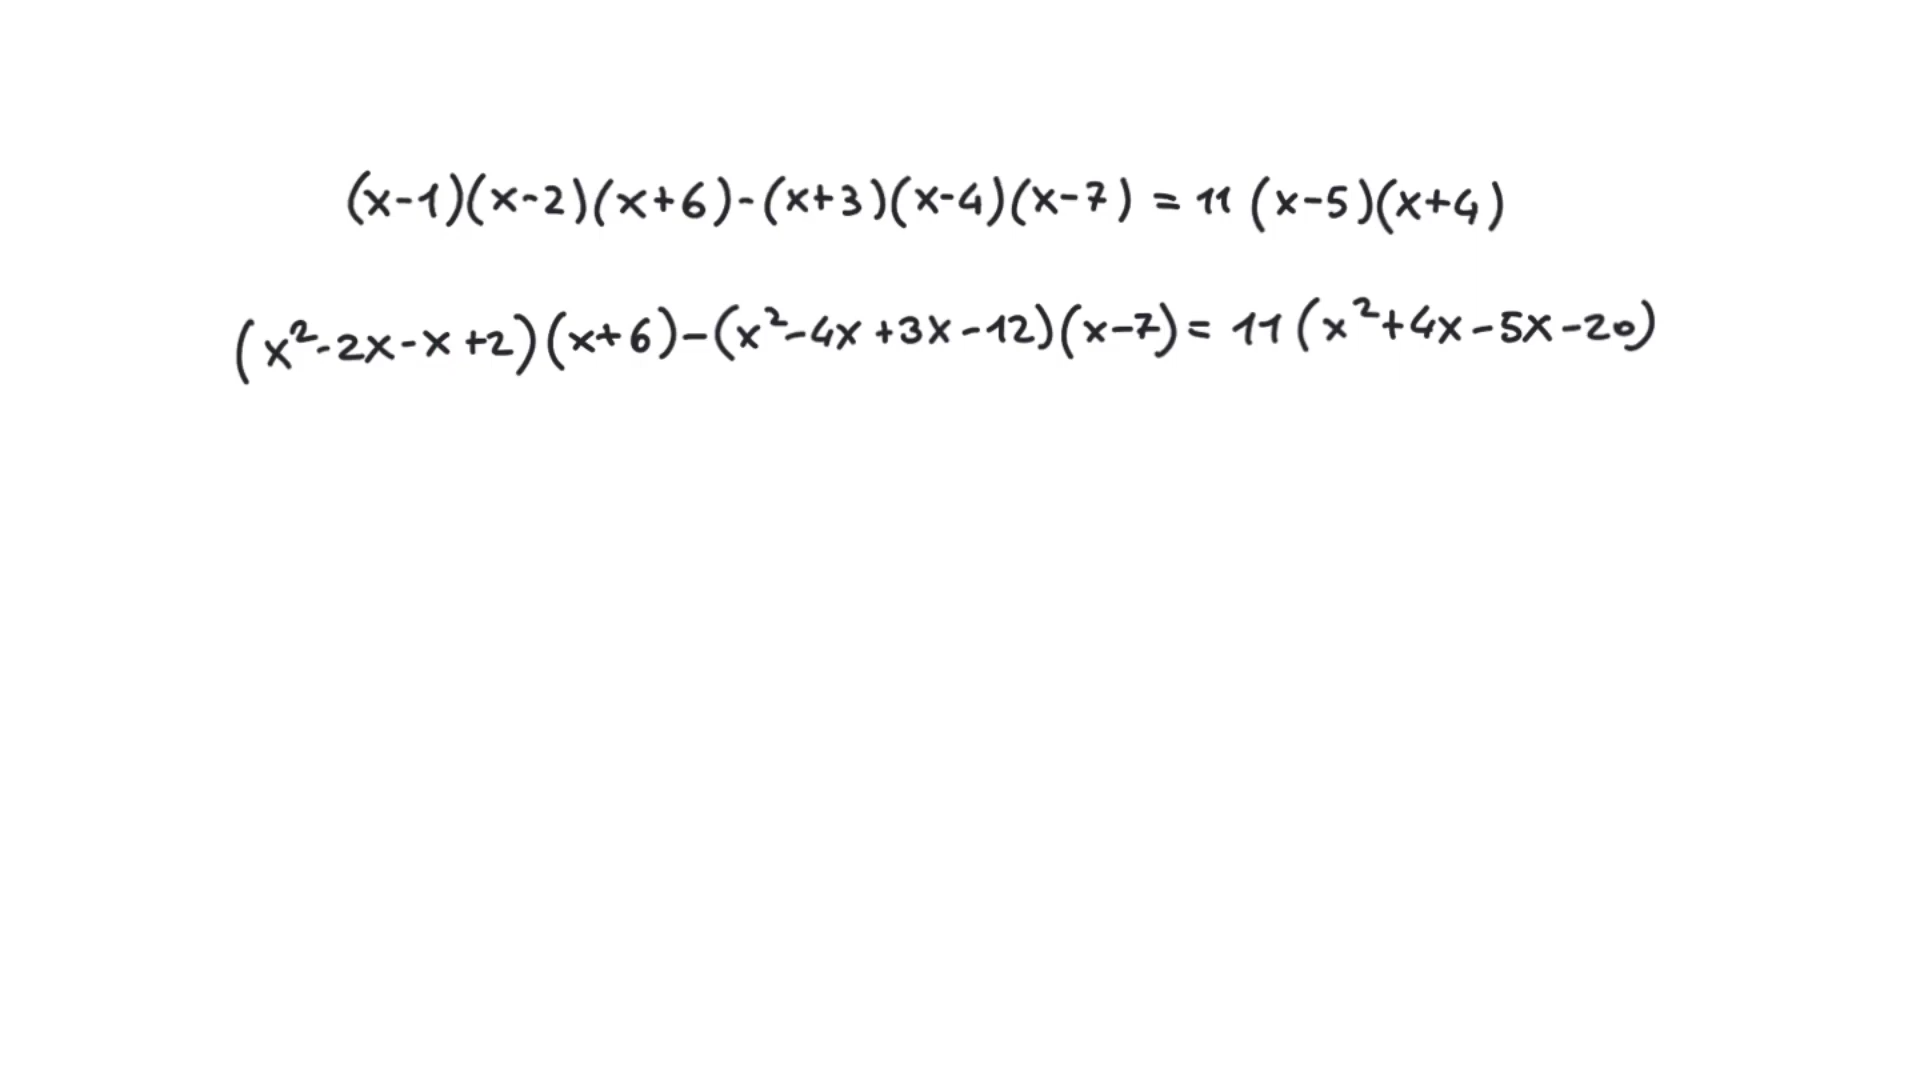 (x-1)(x-2)(x+6)-(x+3)(x-4)(x-7) = 11 (x-5)(x+4)
(x²-2x-x+2)(x+6)-(x²-4x+3x-12)(x-7)= 11(x²+4x-5x-20)